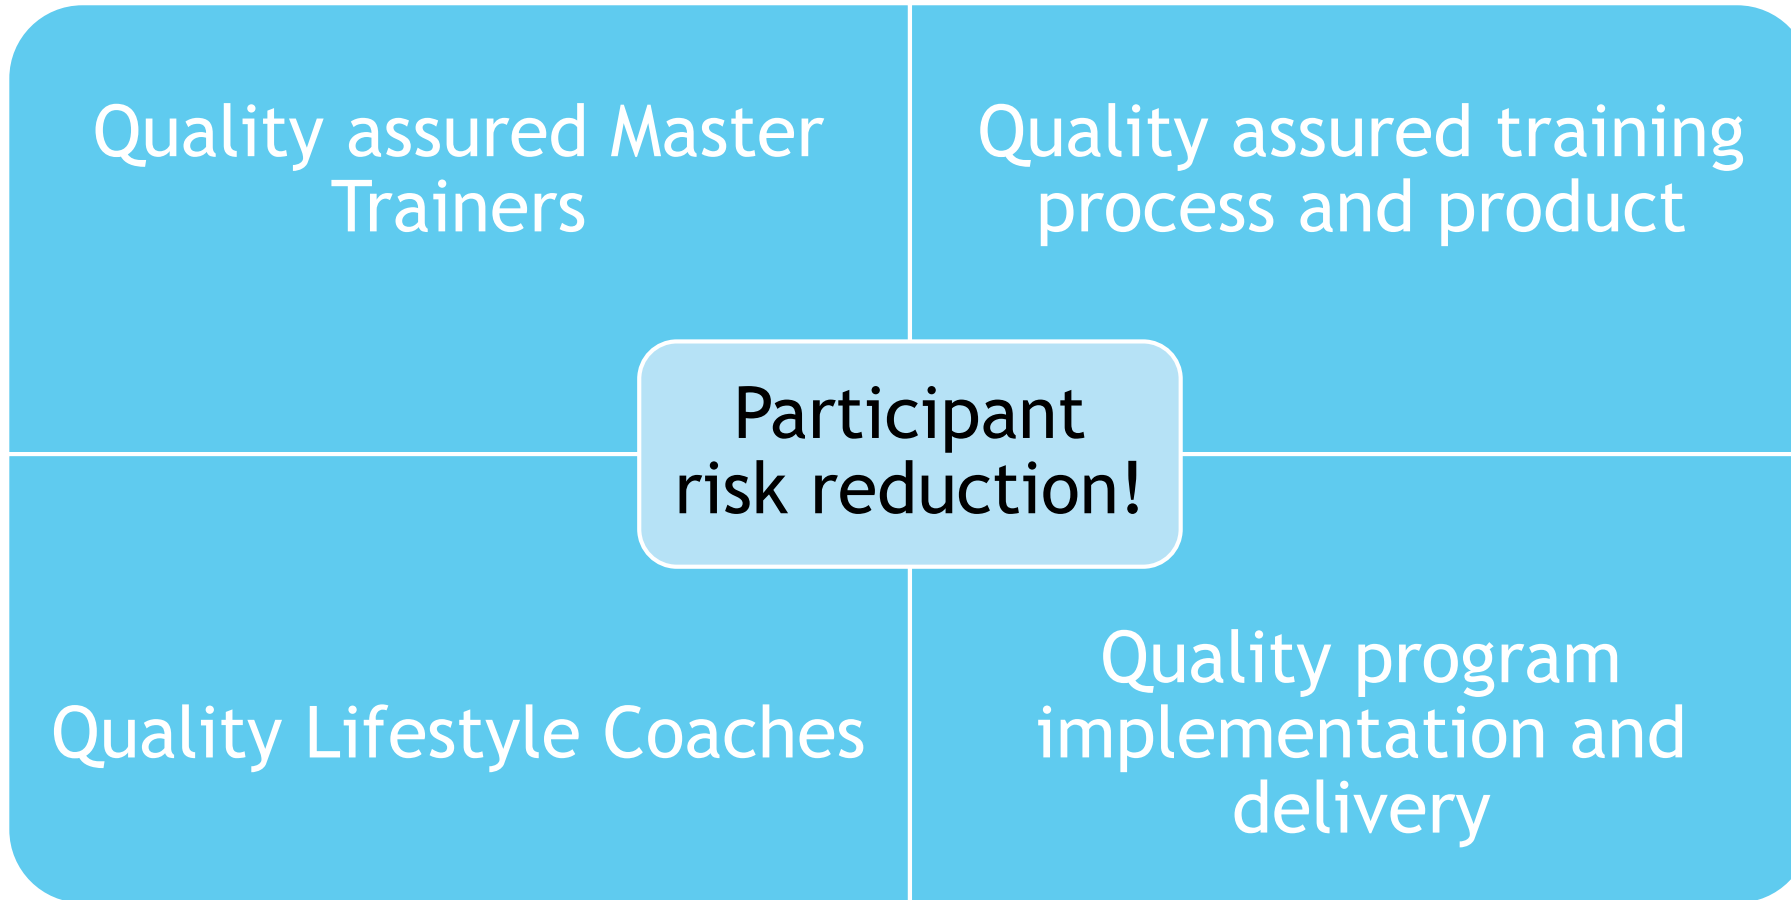 Quality assured Master
Trainers
Quality assured training
process and product
Participant
risk reduction!
Quality Lifestyle Coaches
Quality program
implementation and
delivery